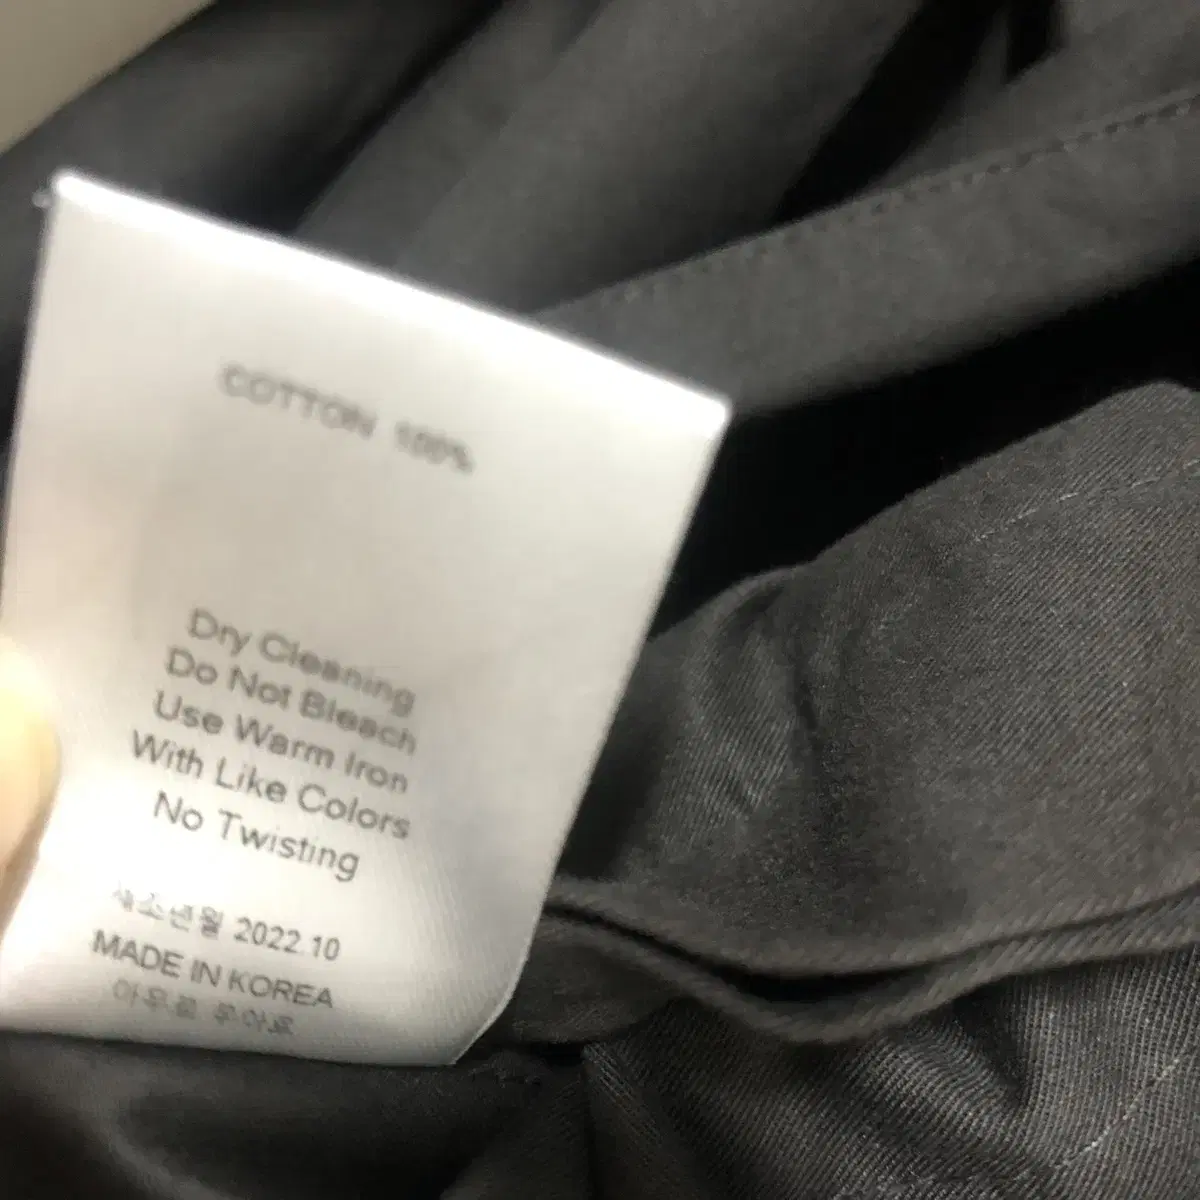 COTTON 100%
Dry Cleaning
Do Not Bleach
Use Warm Iron
With Like Colors
No Twisting
제조년월 2022.10
MADE IN KOREA